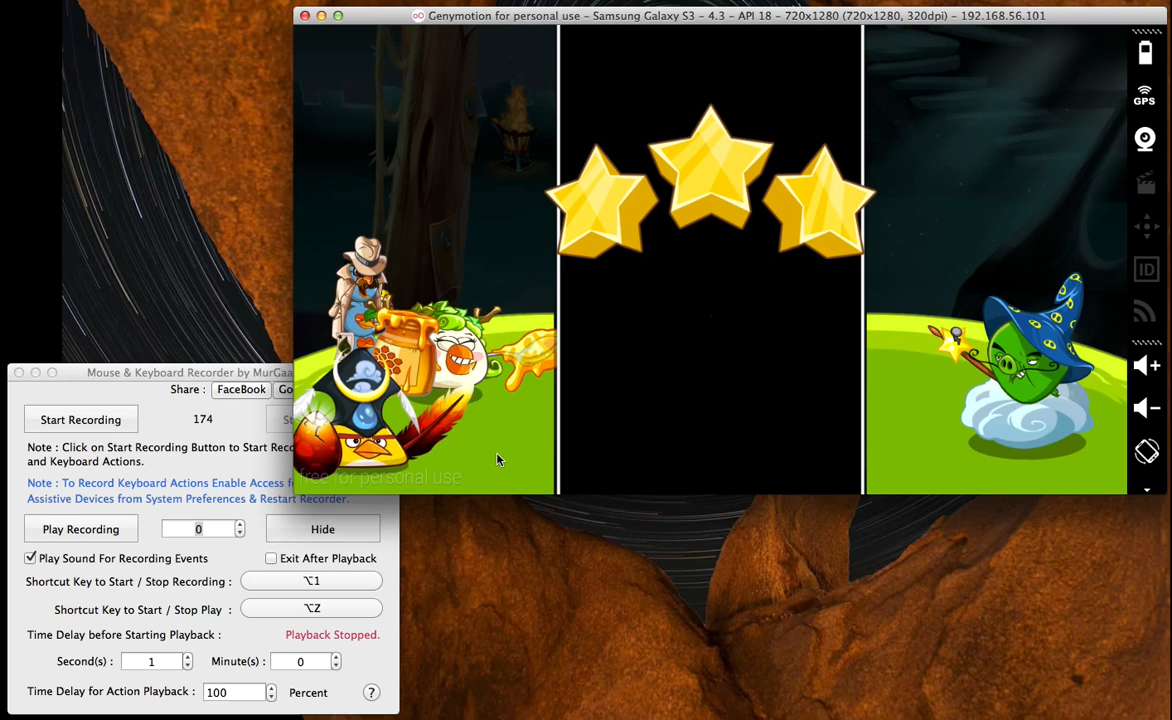 Genymotion for personal use - Samsung Galaxy S3 - 4.3 - API 18 - 720x1280 (720x1280, 320dpi) - 192.168.56.101
GPS
ID
free for personal use
Mouse & Keyboard Recorder by MurGaa
Share : FaceBook Go
Start Recording 174 St
Note : Click on Start Recording Button to Start Rec
and Keyboard Actions.
Note : To Record Keyboard Actions Enable Access f
Assistive Devices from System Preferences & Restart Recorder.
Play Recording 0 Hide
Play Sound For Recording Events Exit After Playback
Shortcut Key to Start / Stop Recording : ⌥1
Shortcut Key to Start / Stop Play : ⌥Z
Time Delay before Starting Playback : Playback Stopped.
Second(s) : 1 Minute(s) : 0
Time Delay for Action Playback : 100 Percent ?